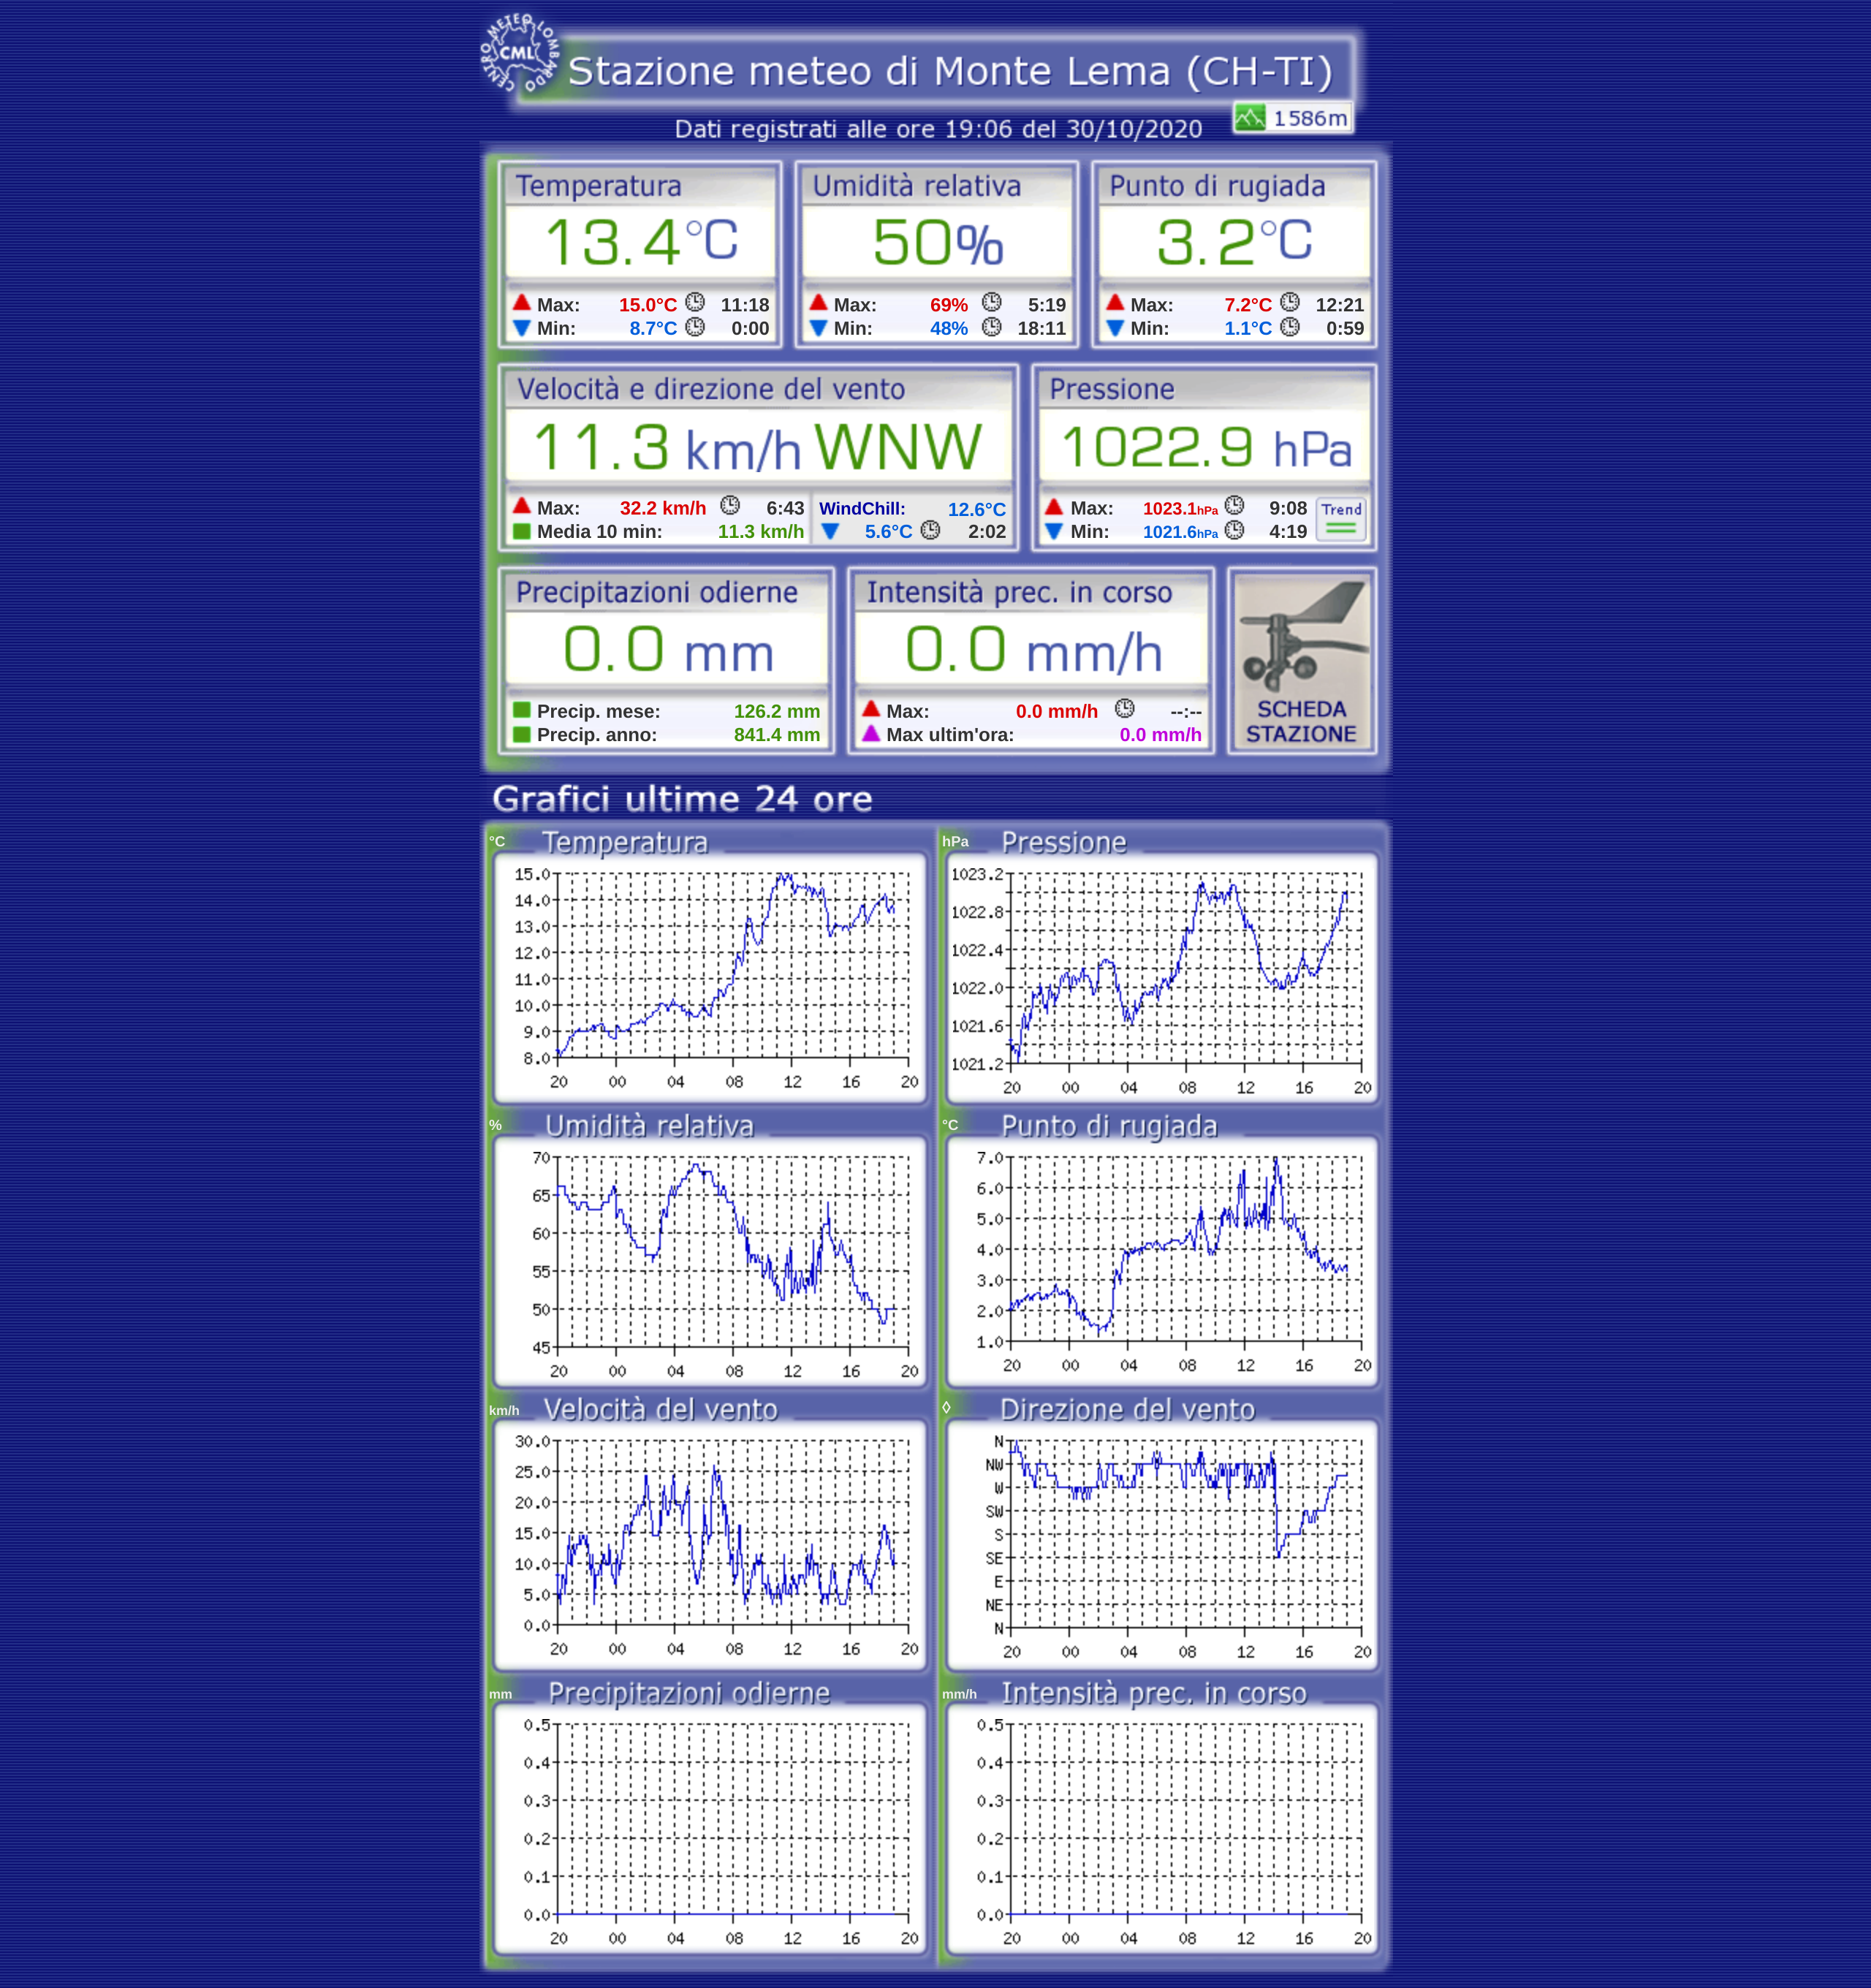 CENTRO METEO LOMBARDO
CML
Stazione meteo di Monte Lema (CH-TI)
1586m
Dati registrati alle ore 19:06 del 30/10/2020
Temperatura
13.4°C
Max: 15.0°C 11:18
Min: 8.7°C 0:00
Umidità relativa
50%
Max: 69% 5:19
Min: 48% 18:11
Punto di rugiada
3.2°C
Max: 7.2°C 12:21
Min: 1.1°C 0:59
Velocità e direzione del vento
11.3 km/h WNW
Max: 32.2 km/h 6:43
Media 10 min: 11.3 km/h
WindChill: 12.6°C
5.6°C 2:02
Pressione
1022.9 hPa
Max: 1023.1hPa 9:08
Min: 1021.6hPa 4:19
Trend
Precipitazioni odierne
0.0 mm
Precip. mese: 126.2 mm
Precip. anno: 841.4 mm
Intensità prec. in corso
0.0 mm/h
Max: 0.0 mm/h --:--
Max ultim'ora: 0.0 mm/h
SCHEDA
STAZIONE
Grafici ultime 24 ore
°C Temperatura
15.0
14.0
13.0
12.0
11.0
10.0
9.0
8.0
20 00 04 08 12 16 20
hPa Pressione
1023.2
1022.8
1022.4
1022.0
1021.6
1021.2
20 00 04 08 12 16 20
% Umidità relativa
70
65
60
55
50
45
20 00 04 08 12 16 20
°C Punto di rugiada
7.0
6.0
5.0
4.0
3.0
2.0
1.0
20 00 04 08 12 16 20
km/h Velocità del vento
30.0
25.0
20.0
15.0
10.0
5.0
0.0
20 00 04 08 12 16 20
◊ Direzione del vento
N
NW
W
SW
S
SE
E
NE
N
20 00 04 08 12 16 20
mm Precipitazioni odierne
0.5
0.4
0.3
0.2
0.1
0.0
20 00 04 08 12 16 20
mm/h Intensità prec. in corso
0.5
0.4
0.3
0.2
0.1
0.0
20 00 04 08 12 16 20